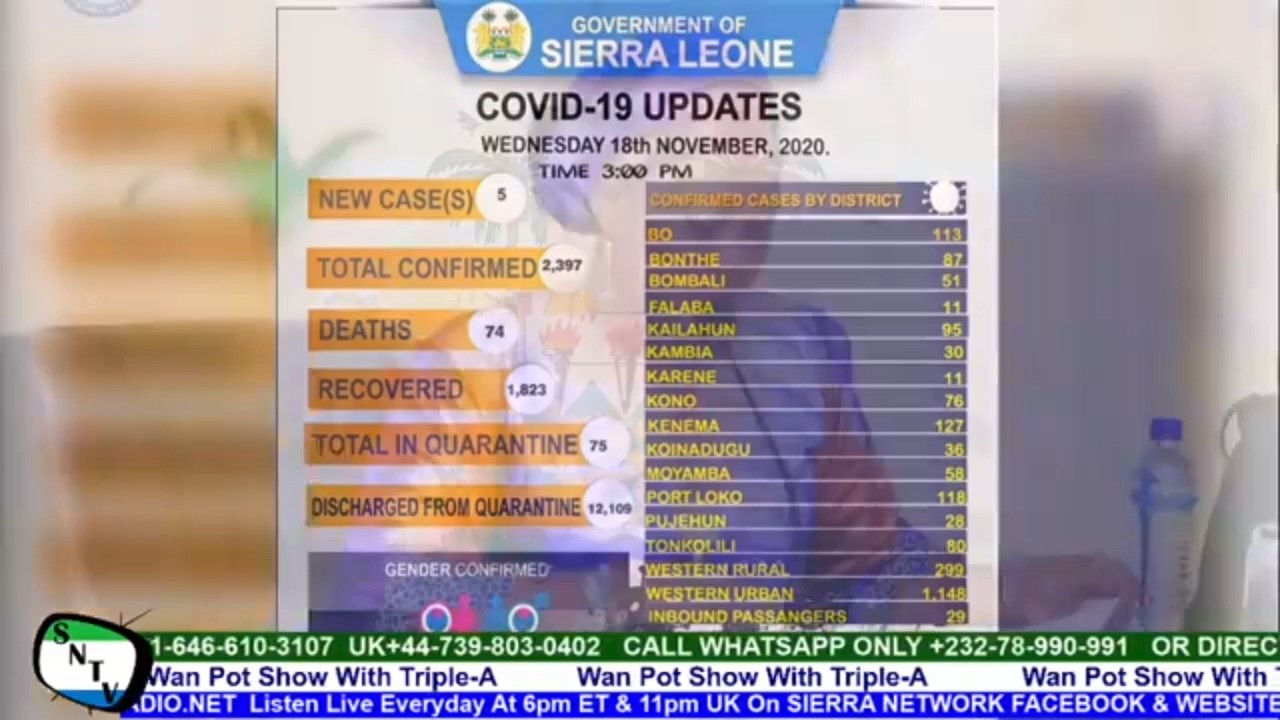 GOVERNMENT OF
SIERRA LEONE
COVID-19 UPDATES
WEDNESDAY 18th NOVEMBER, 2020.
TIME 3:00 PM
NEW CASE(S) 5
TOTAL CONFIRMED 2,397
DEATHS 74
RECOVERED 1,823
TOTAL IN QUARANTINE 75
DISCHARGED FROM QUARANTINE 12,109
GENDER CONFIRMED
CONFIRMED CASES BY DISTRICT
BO 113
BONTHE 87
BOMBALI 51
FALABA 11
KAILAHUN 95
KAMBIA 30
KARENE 11
KONO 76
KENEMA 127
KOINADUGU 36
MOYAMBA 58
PORT LOKO 118
PUJEHUN 28
TONKOLILI 80
WESTERN RURAL 299
WESTERN URBAN 1,148
INBOUND PASSANGERS 29
SNTV
1-646-610-3107 UK+44-739-803-0402 CALL WHATSAPP ONLY +232-78-990-991 OR DIREC
Wan Pot Show With Triple-A Wan Pot Show With Triple-A Wan Pot Show With T
ADIO.NET Listen Live Everyday At 6pm ET & 11pm UK On SIERRA NETWORK FACEBOOK & WEBSITE